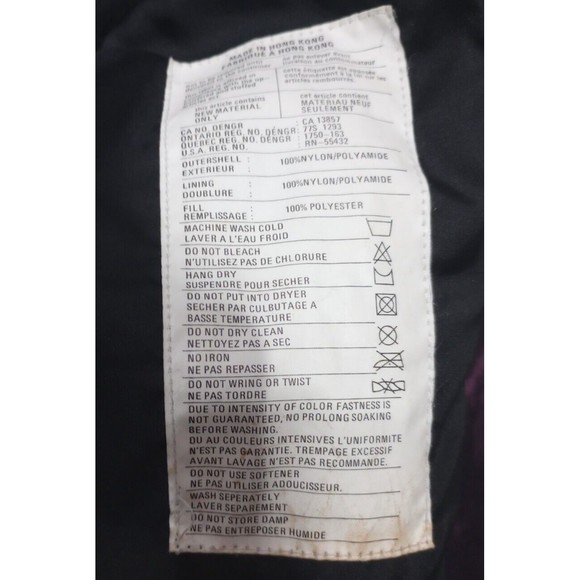 MADE IN HONG KONG
FABRIQUE A HONG KONG
this article contains
NEW MATERIAL
ONLY
cet article contient
MATERIAU NEUF
SEULEMENT
CA NO. DENGR : CA 13857
ONTARIO REG. NO. DENGR: 77S 1293
QUEBEC REG. NO. DENGR: 1750-T63
U.S.A. REG. NO. RN-55432
OUTERSHELL : 100%NYLON/POLYAMIDE
EXTERIEUR :
LINING : 100%NYLON/POLYAMIDE
DOUBLURE :
FILL : 100% POLYESTER
REMPLISSAGE :
MACHINE WASH COLD
LAVER A L'EAU FROID
DO NOT BLEACH
N'UTILISEZ PAS DE CHLORURE
HANG DRY
SUSPENDRE POUR SECHER
DO NOT PUT INTO DRYER
SECHER PAR CULBUTAGE A
BASSE TEMPERATURE
DO NOT DRY CLEAN
NETTOYEZ PAS A SEC
NO IRON
NE PAS REPASSER
DO NOT WRING OR TWIST
NE PAS TORDRE
DUE TO INTENSITY OF COLOR FASTNESS IS
NOT GUARANTEED, NO PROLONG SOAKING
BEFORE WASHING.
DU AU COULEURS INTENSIVES L'UNIFORMITE
N'EST PAS GARANTIE. TREMPAGE EXCESSIF
AVANT LAVAGE N'EST PAS RECOMMANDE.
DO NOT USE SOFTENER
NE PAS UTILISER ADOUCISSEUR.
WASH SEPERATELY
LAVER SEPAREMENT
DO NOT STORE DAMP
NE PAS ENTREPOSER HUMIDE